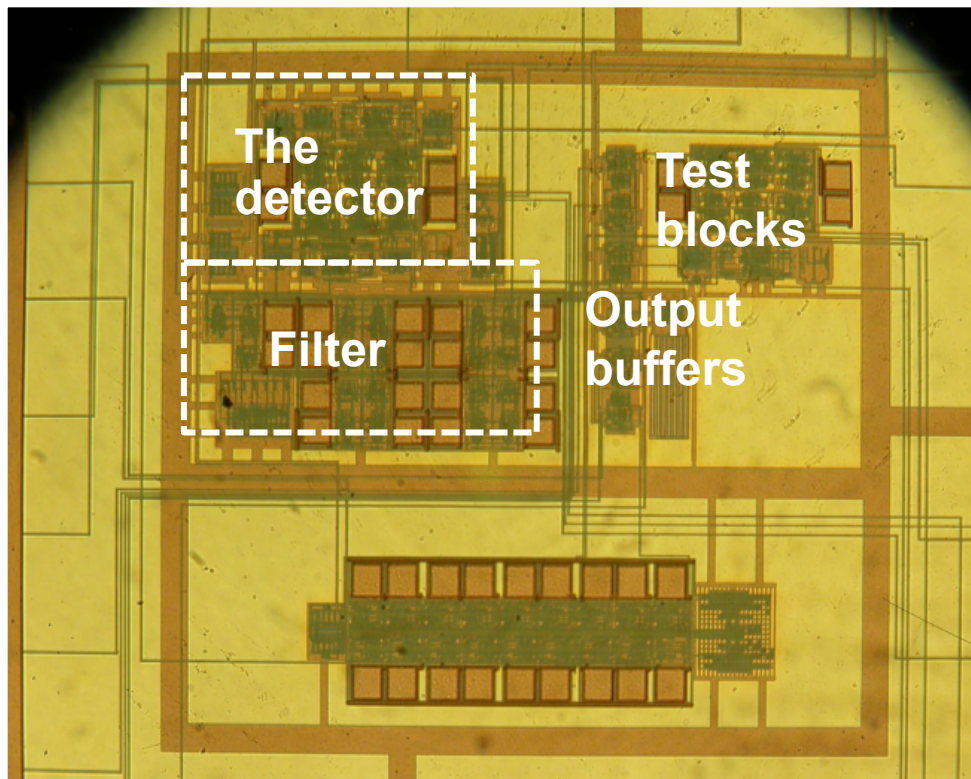 The
detector
Test
blocks
Filter
Output
buffers